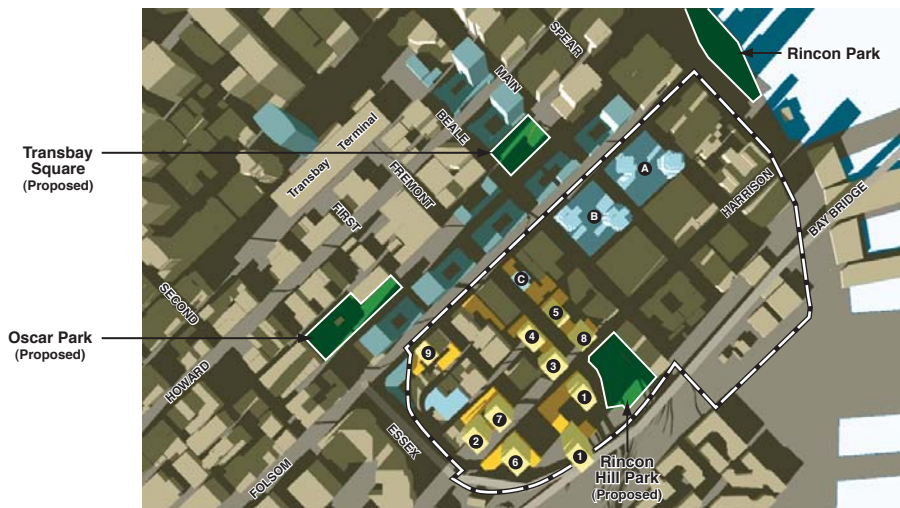 SPEAR
MAIN
Rincon Park
BEALE
Transbay
Square
(Proposed)
Transbay Terminal
FREMONT
FIRST
A
HARRISON
B
BAY BRIDGE
C
SECOND
5
Oscar Park
(Proposed)
4
8
9
3
HOWARD
1
7
ESSEX
2
6
1
Rincon
Hill Park
(Proposed)
FOLSOM